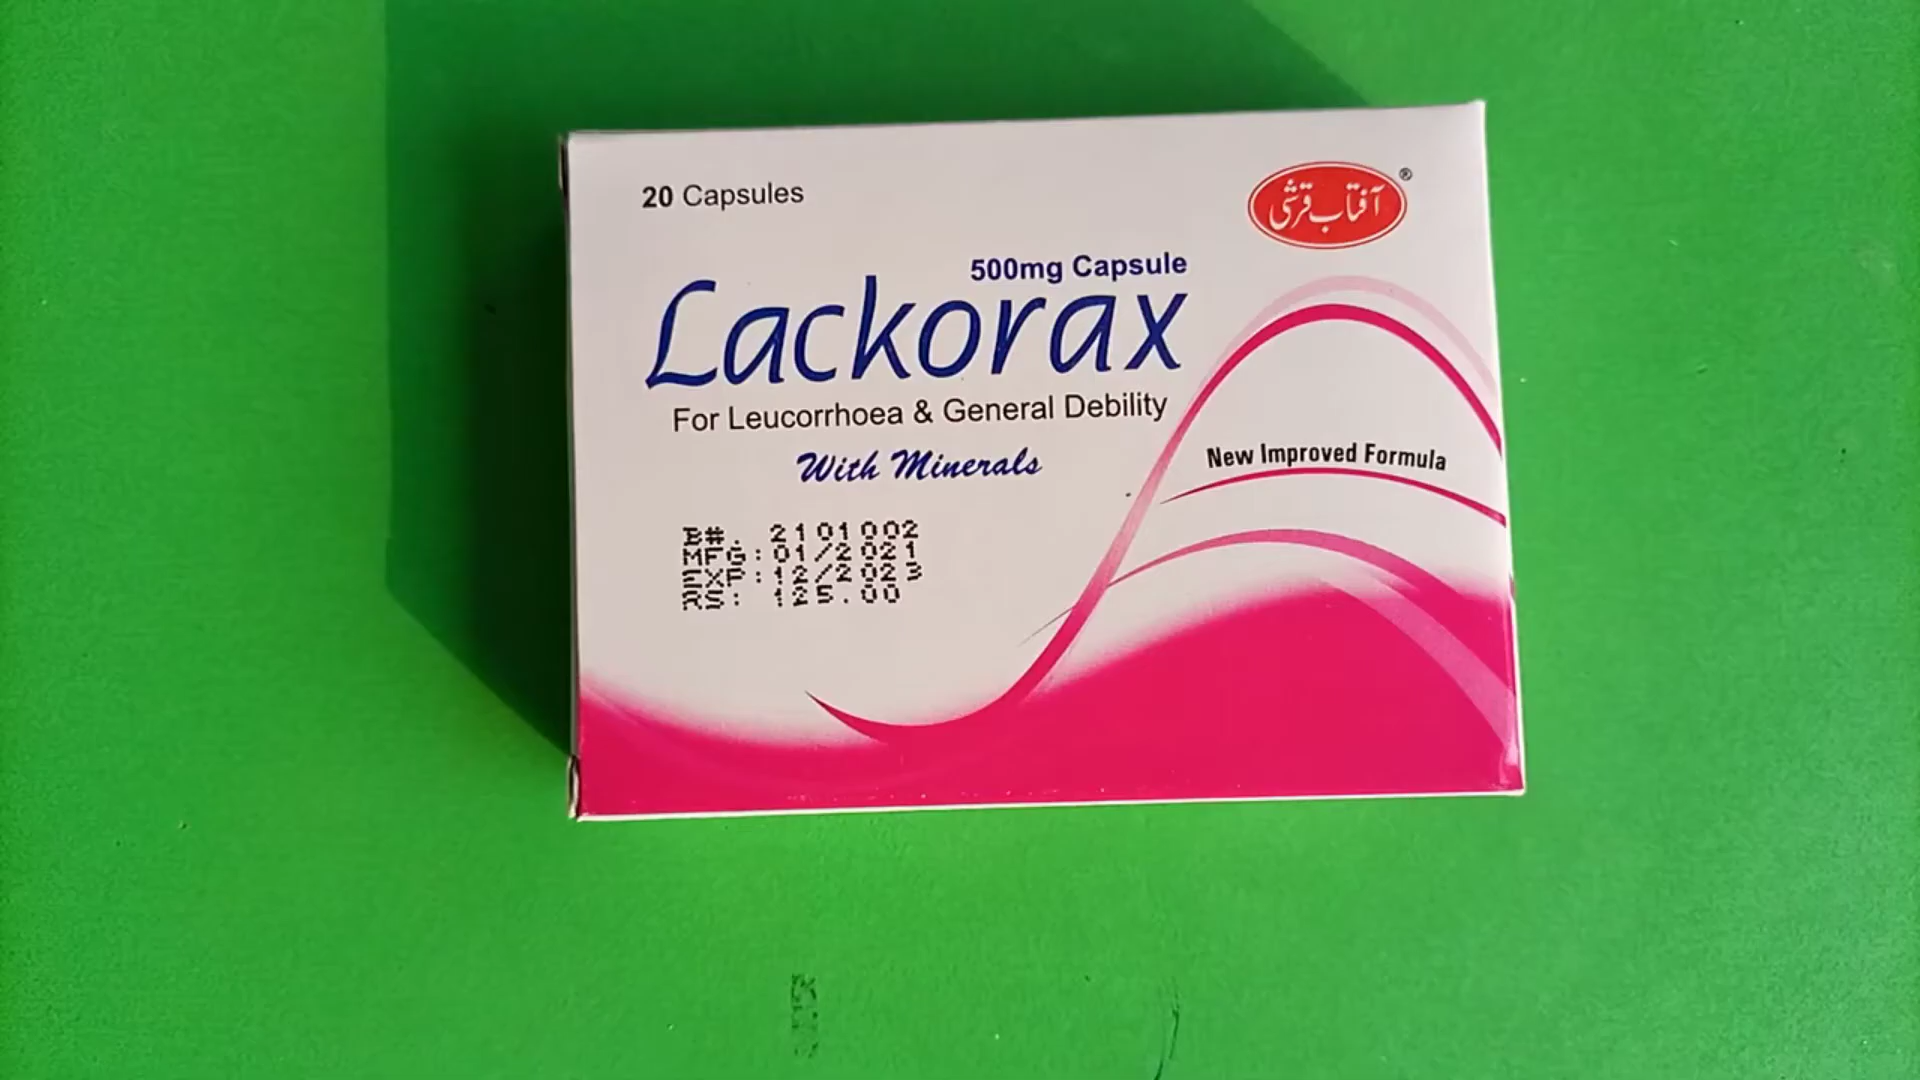 20 Capsules
آفتاب قرشی
®
500mg Capsule
Lackorax
For Leucorrhoea & General Debility
With Minerals
New Improved Formula
B#. 2101002
MFG:01/2021
EXP:12/2023
RS: 125.00